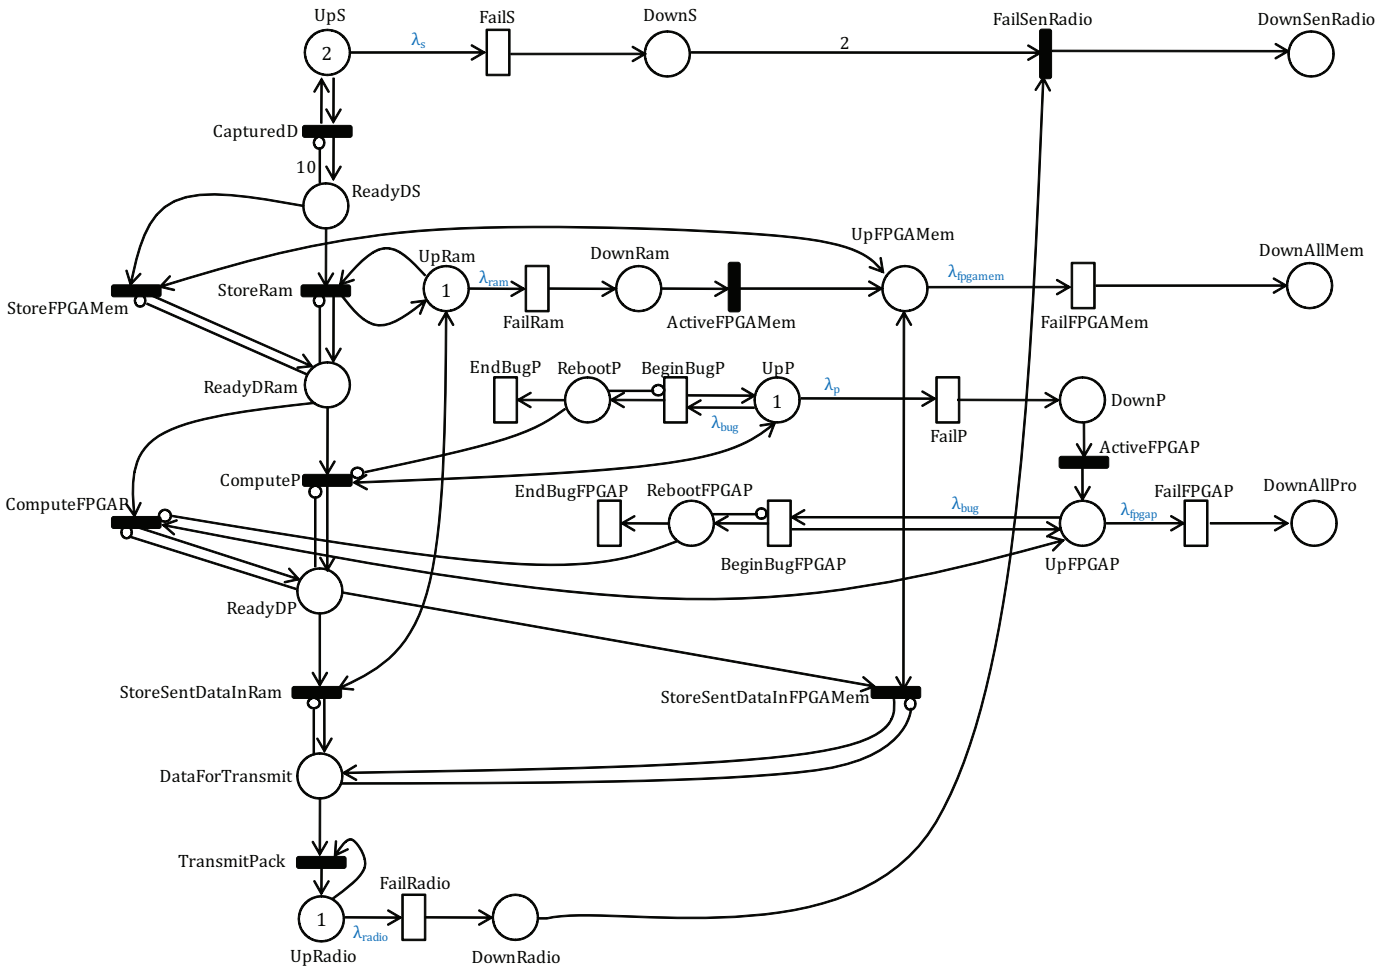 UpS
FailS
DownS
FailSenRadio
DownSenRadio
2
λs
2
CapturedD
10
ReadyDS
UpFPGAMem
UpRam
DownRam
DownAllMem
StoreFPGAMem
StoreRam
1
λram
FailRam
ActiveFPGAMem
λfpgamem
FailFPGAMem
ReadyDRam
EndBugP
RebootP
BeginBugP
UpP
1
λbug
λp
FailP
DownP
ActiveFPGAP
ComputeP
ComputeFPGAP
EndBugFPGAP
RebootFPGAP
BeginBugFPGAP
λbug
λfpgap
FailFPGAP
DownAllPro
UpFPGAP
ReadyDP
StoreSentDataInRam
StoreSentDataInFPGAMem
DataForTransmit
TransmitPack
FailRadio
1
λradio
UpRadio
DownRadio